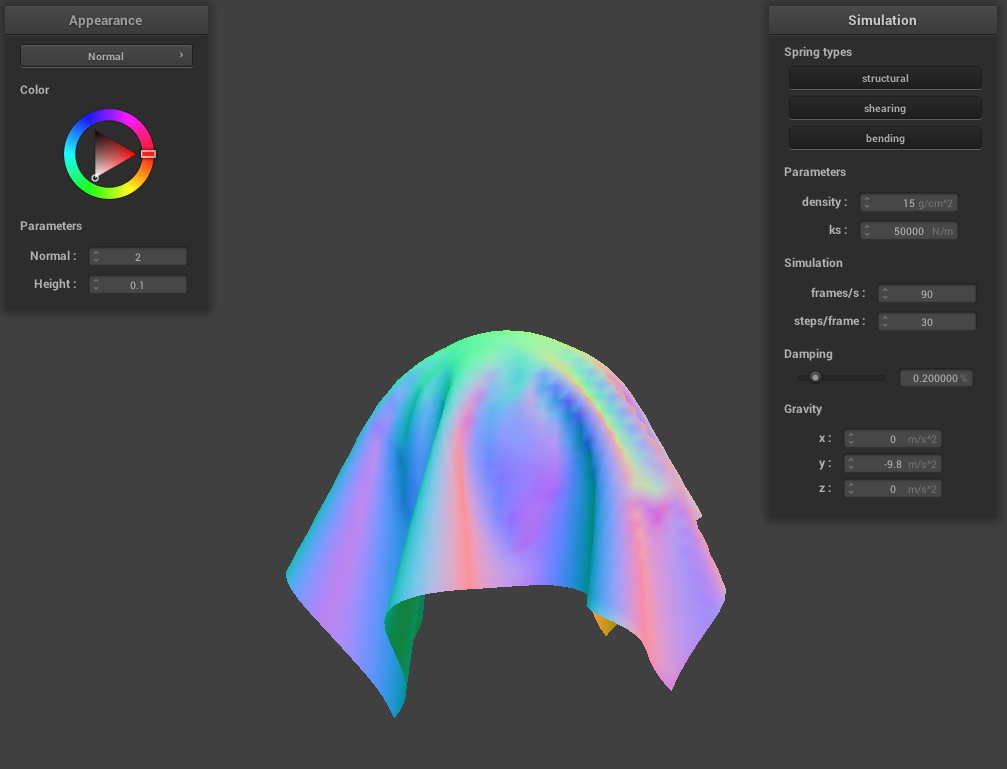 Appearance
Normal ›
Color
Parameters
Normal : 2
Height : 0.1
Simulation
Spring types
structural
shearing
bending
Parameters
density : 15 g/cm^2
ks : 50000 N/m
Simulation
frames/s : 90
steps/frame : 30
Damping
0.200000 %
Gravity
x : 0 m/s^2
y : -9.8 m/s^2
z : 0 m/s^2